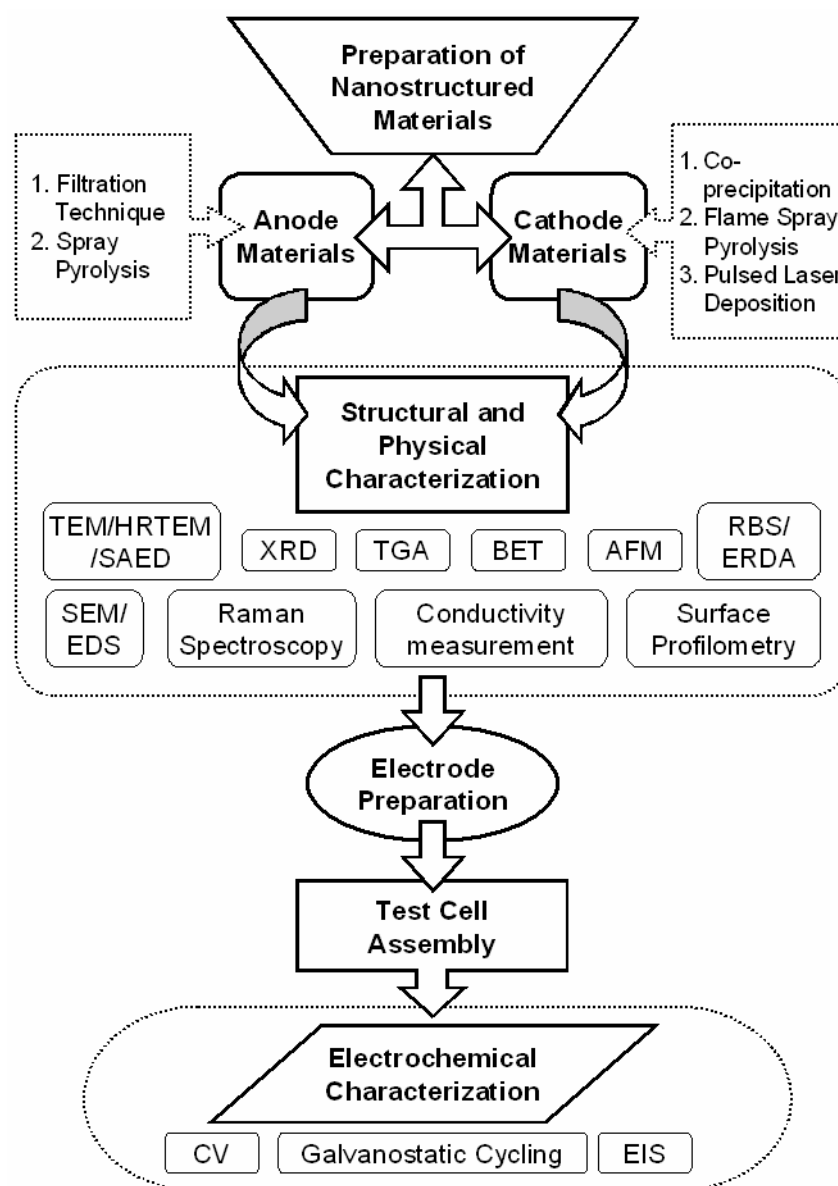 Preparation of
Nanostructured
Materials
1. Filtration
Technique
2. Spray
Pyrolysis
Anode
Materials
Cathode
Materials
1. Co-
precipitation
2. Flame Spray
Pyrolysis
3. Pulsed Laser
Deposition
Structural and
Physical
Characterization
TEM/HRTEM
/SAED
XRD
TGA
BET
AFM
RBS/
ERDA
SEM/
EDS
Raman
Spectroscopy
Conductivity
measurement
Surface
Profilometry
Electrode
Preparation
Test Cell
Assembly
Electrochemical
Characterization
CV
Galvanostatic Cycling
EIS